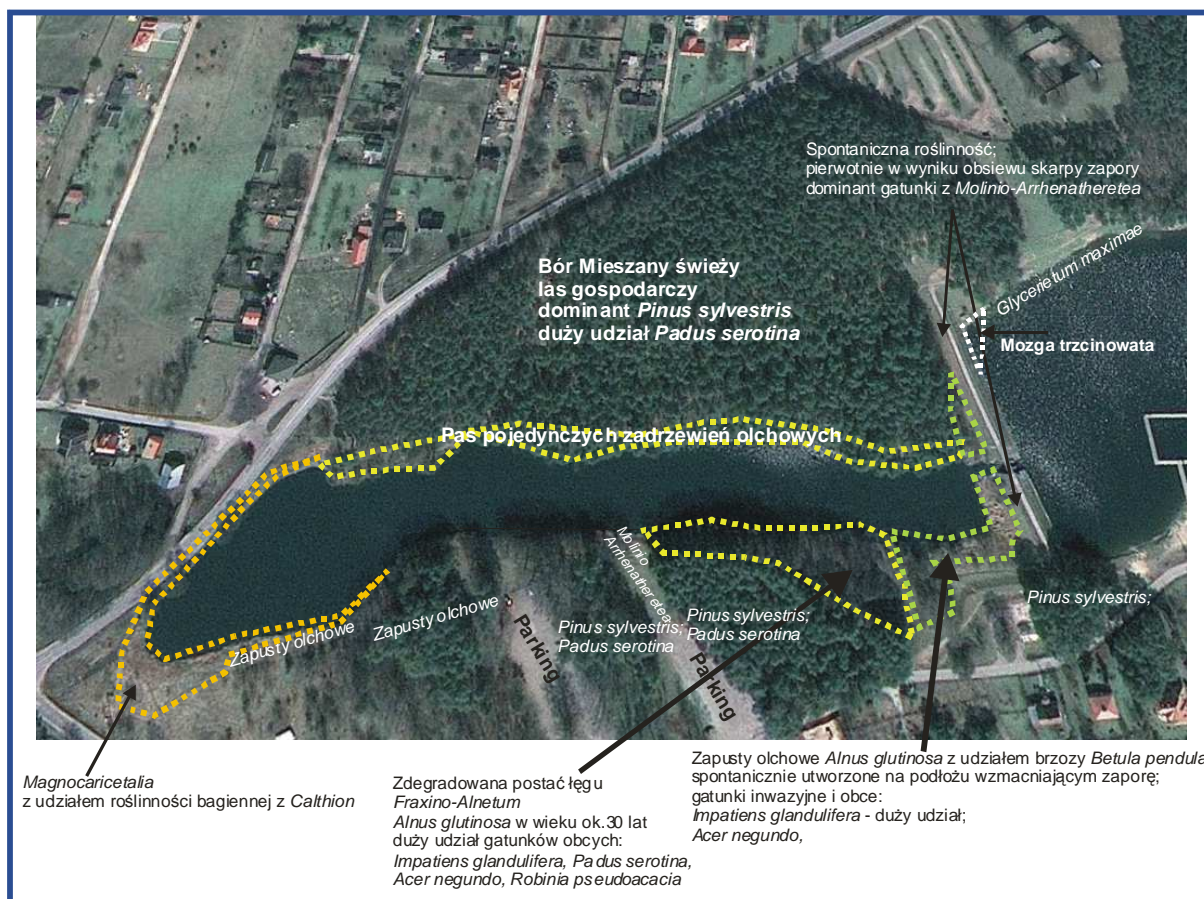 Spontaniczna roślinność;
pierwotnie w wyniku obsiewu skarpy zapory
dominant gatunki z Molinio-Arrhenatheretea
Bór Mieszany świeży
las gospodarczy
dominant Pinus sylvestris
duży udział Padus serotina
Glycerietum maximae
Mozga trzcinowata
Pas pojedynczych zadrzewień olchowych
Molinio
Arrhenatheretea
Zapusty olchowe
Zapusty olchowe
Parking
Pinus sylvestris;
Padus serotina
Pinus sylvestris;
Padus serotina
Parking
Pinus sylvestris;
Magnocaricetalia
z udziałem roślinności bagiennej z Calthion
Zdegradowana postać łęgu
Fraxino-Alnetum
Alnus glutinosa w wieku ok.30 lat
duży udział gatunków obcych:
Impatiens glandulifera, Padus serotina,
Acer negundo, Robinia pseudoacacia
Zapusty olchowe Alnus glutinosa z udziałem brzozy Betula pendula
spontanicznie utworzone na podłożu wzmacniającym zaporę;
gatunki inwazyjne i obce:
Impatiens glandulifera - duży udział;
Acer negundo,